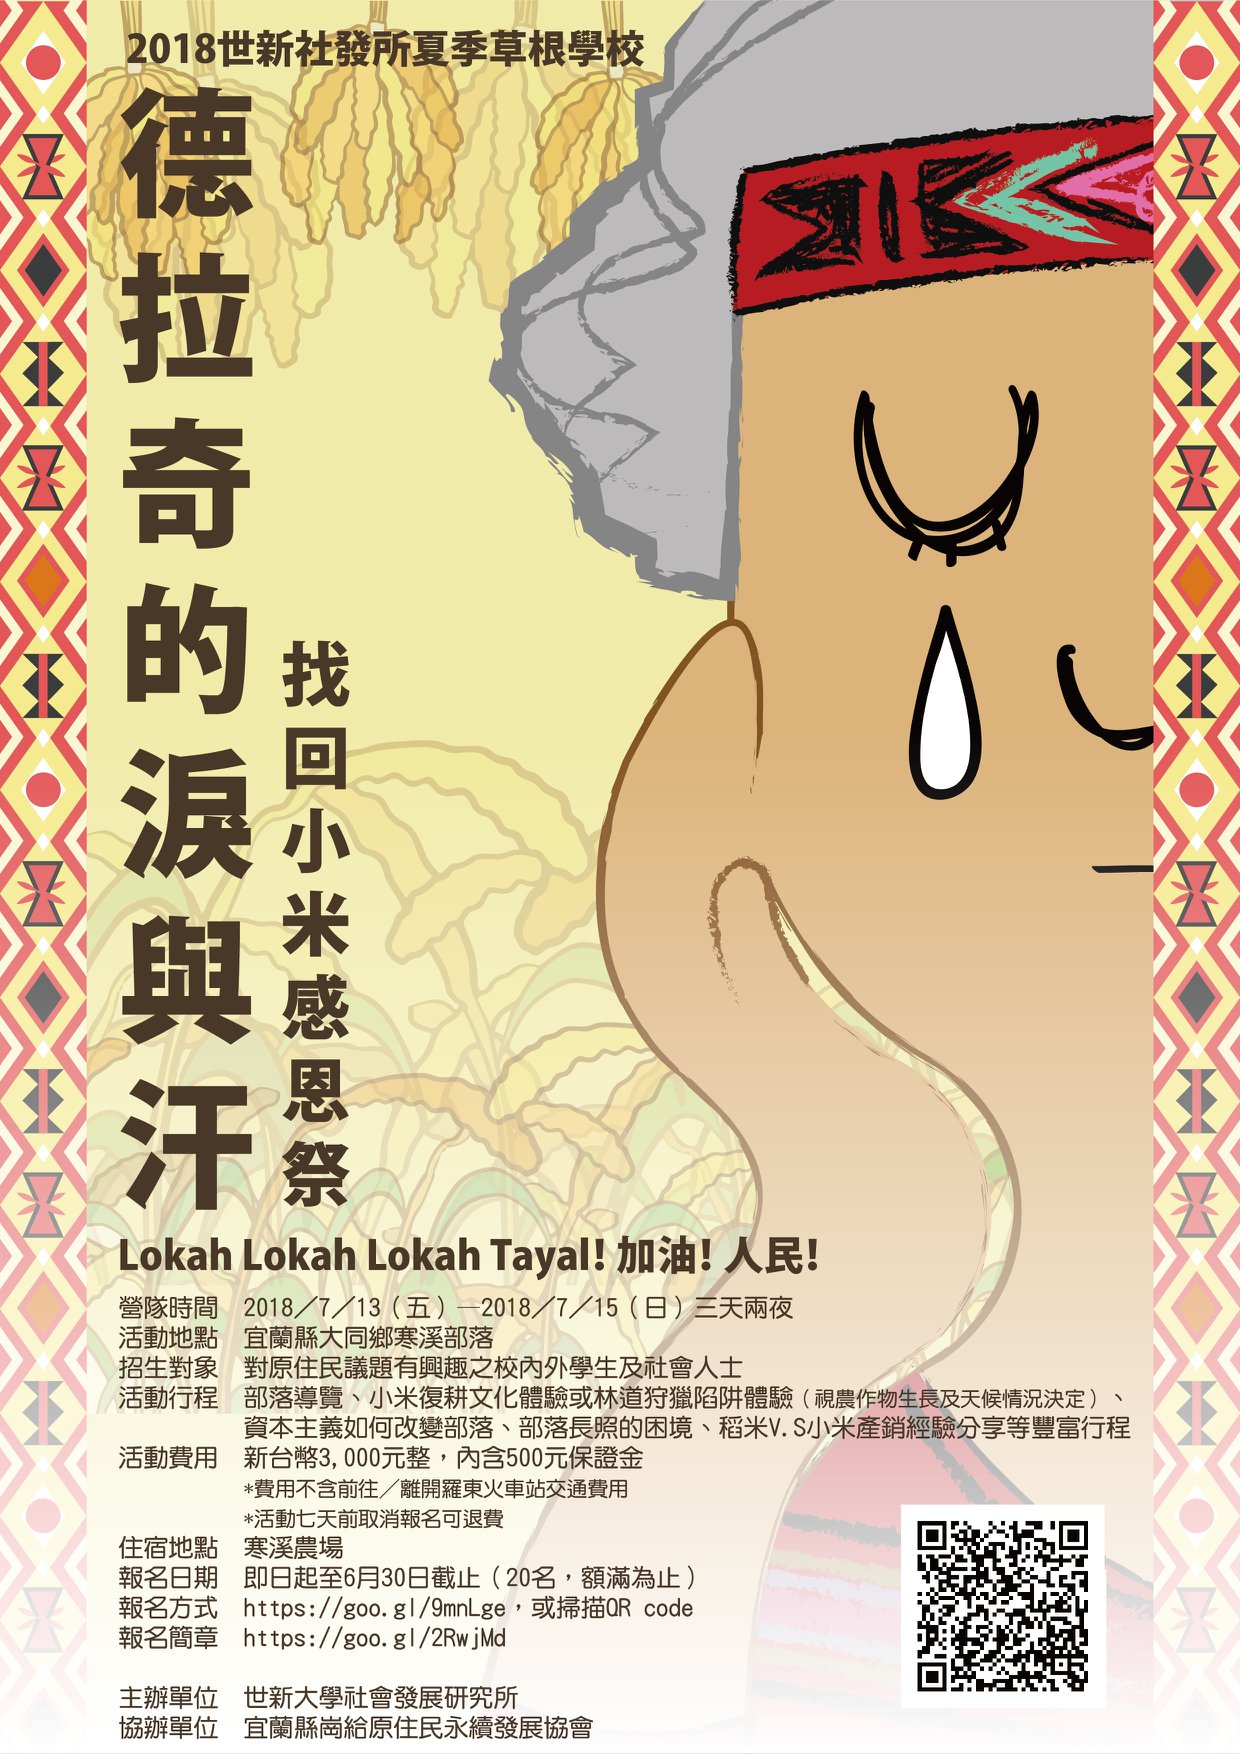 2018世新社發所夏季草根學校
德拉奇的淚與汗
找回小米感恩祭
Lokah Lokah Lokah Tayal! 加油! 人民!
營隊時間 2018／7／13（五）—2018／7／15（日）三天兩夜
活動地點 宜蘭縣大同鄉寒溪部落
招生對象 對原住民議題有興趣之校內外學生及社會人士
活動行程 部落導覽、小米復耕文化體驗或林道狩獵陷阱體驗（視農作物生長及天候情況決定）、
資本主義如何改變部落、部落長照的困境、稻米V.S小米產銷經驗分享等豐富行程
活動費用 新台幣3,000元整，內含500元保證金
*費用不含前往／離開羅東火車站交通費用
*活動七天前取消報名可退費
住宿地點 寒溪農場
報名日期 即日起至6月30日截止（20名，額滿為止）
報名方式 https://goo.gl/9mnLge，或掃描QR code
報名簡章 https://goo.gl/2RwjMd
主辦單位 世新大學社會發展研究所
協辦單位 宜蘭縣崗給原住民永續發展協會